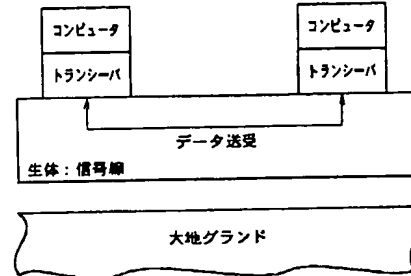 コンピュータ
コンピュータ
トランシーバ
トランシーバ
データ送受
生体：信号線
大地グランド